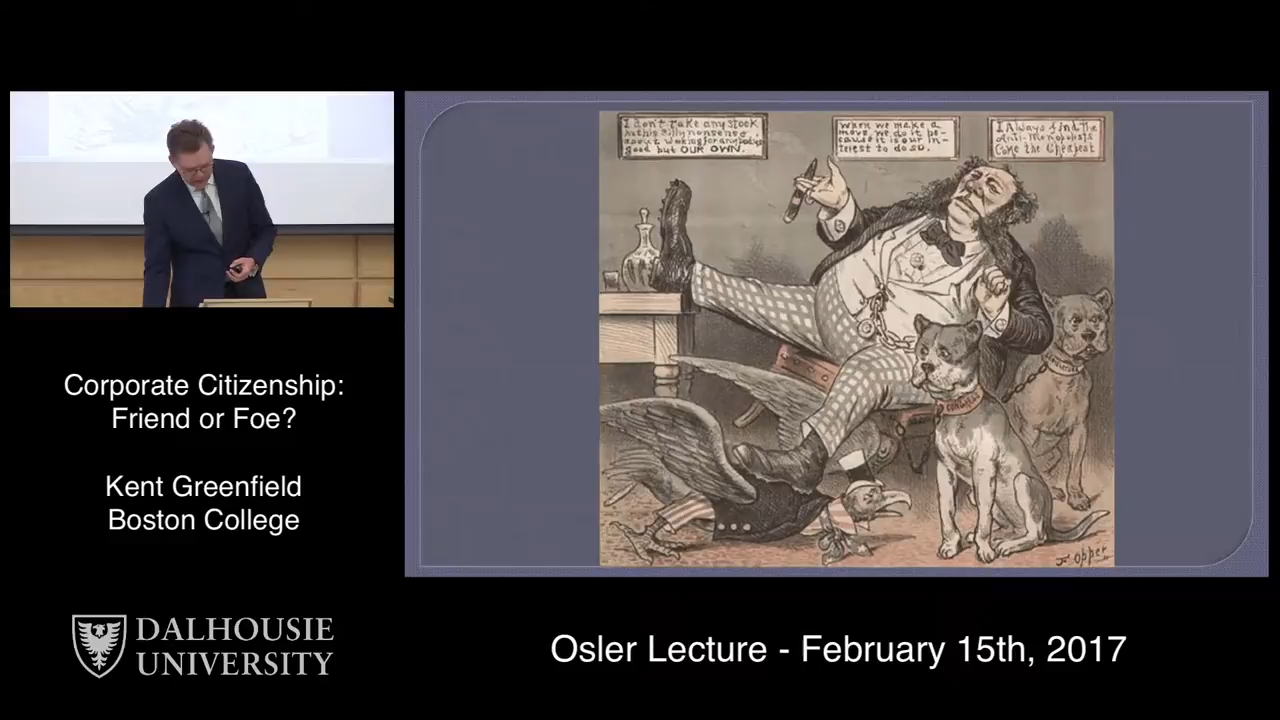 I don't take any stock
in this silly nonsense
about working for anybody's
good but OUR OWN.
When we make a
move, we do it be-
cause it is our in-
terest to do so.
I Always find the
Anti-Monopolists
Come the Cheapest
CONGRESS
F. Opper
Corporate Citizenship:
Friend or Foe?
Kent Greenfield
Boston College
DALHOUSIE
UNIVERSITY
Osler Lecture - February 15th, 2017